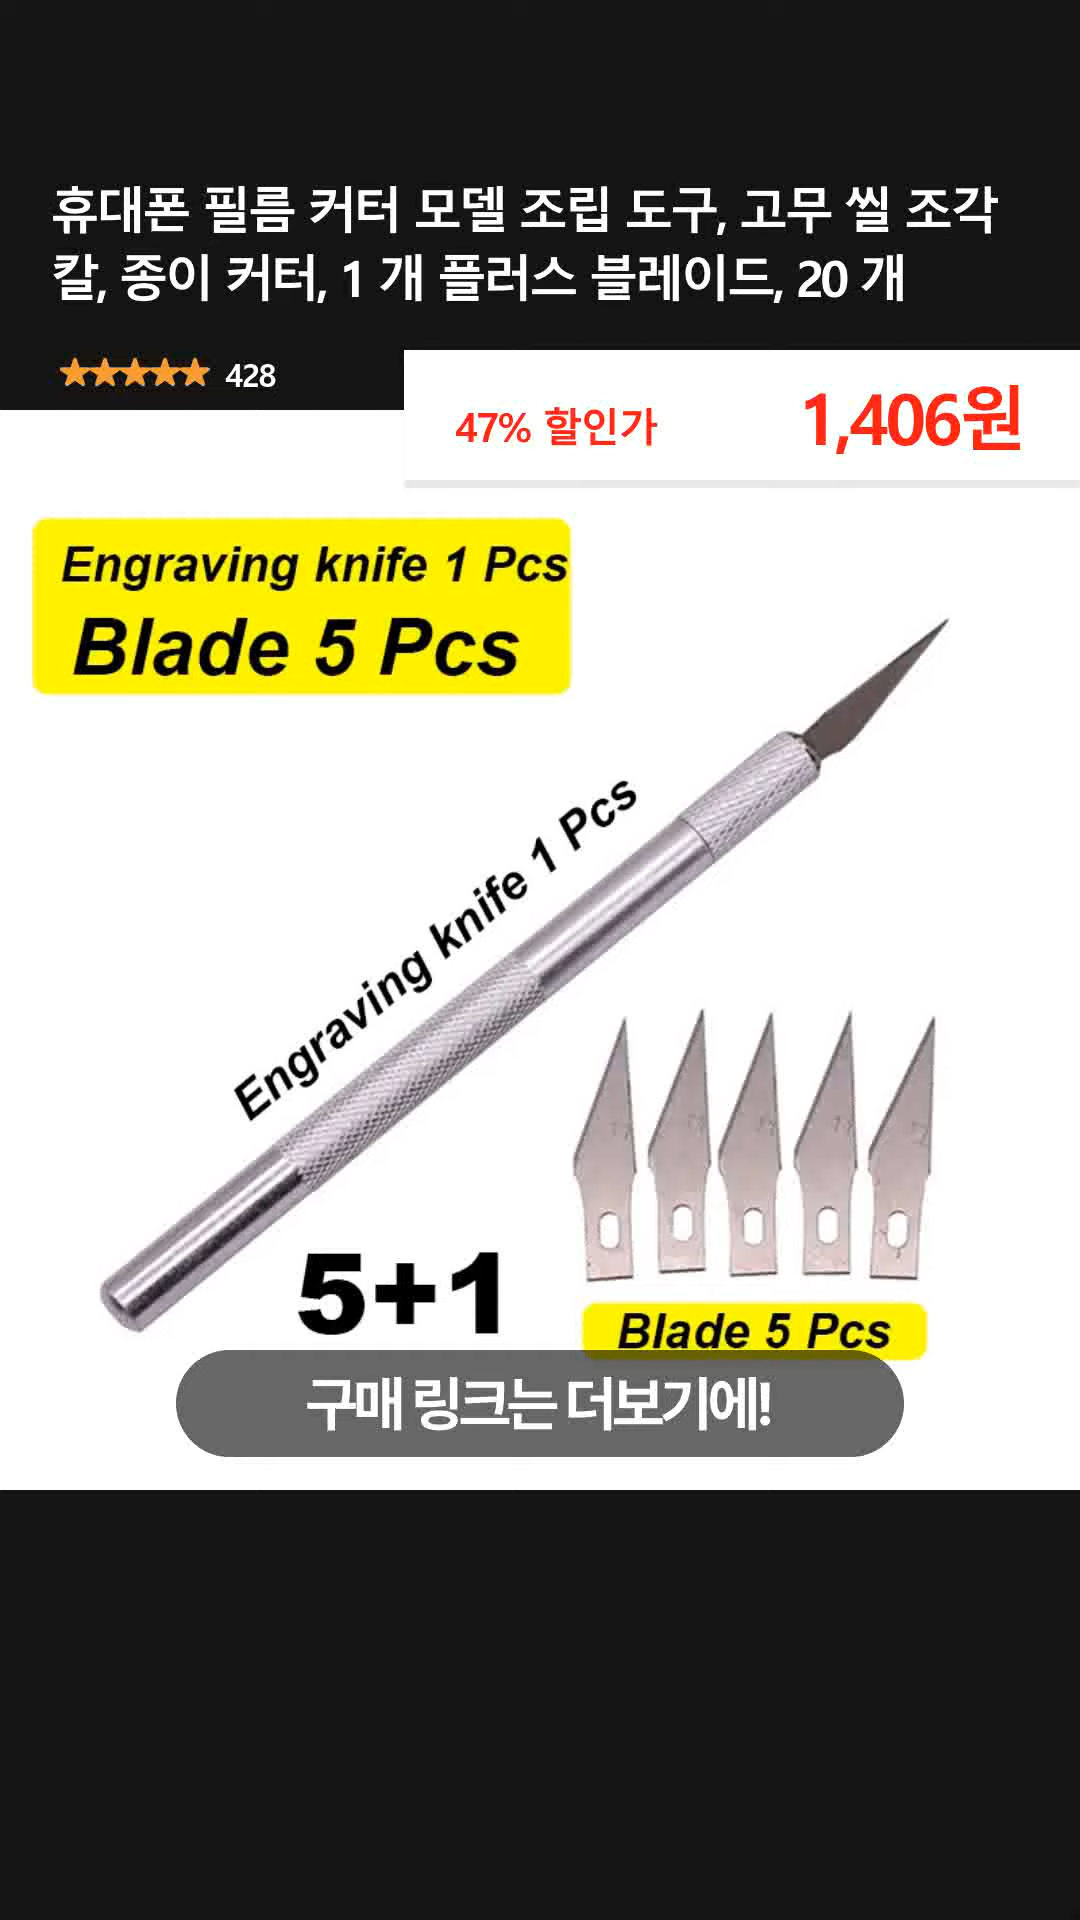 휴대폰 필름 커터 모델 조립 도구, 고무 씰 조각
칼, 종이 커터, 1 개 플러스 블레이드, 20 개
428
47% 할인가
1,406원
Engraving knife 1 Pcs
Blade 5 Pcs
Engraving knife 1 Pcs
5+1
Blade 5 Pcs
구매 링크는 더보기에!